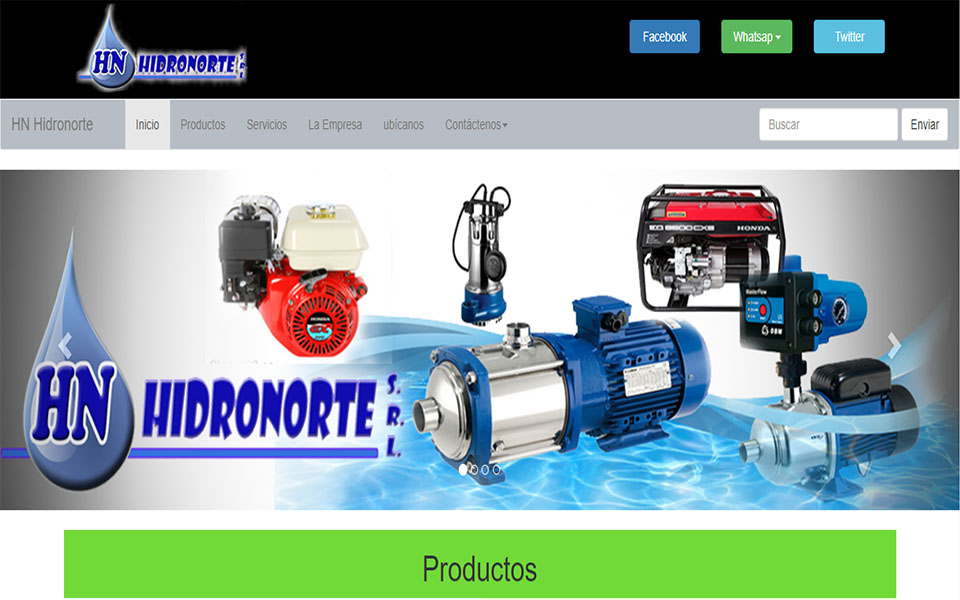 HN HIDRONORTE S.R.L
Facebook
Whatsap
Twitter
HN Hidronorte
Inicio
Productos
Servicios
La Empresa
ubícanos
Contáctenos
Buscar
Enviar
HONDA
HONDA
HN HIDRONORTE S.R.L.
Productos